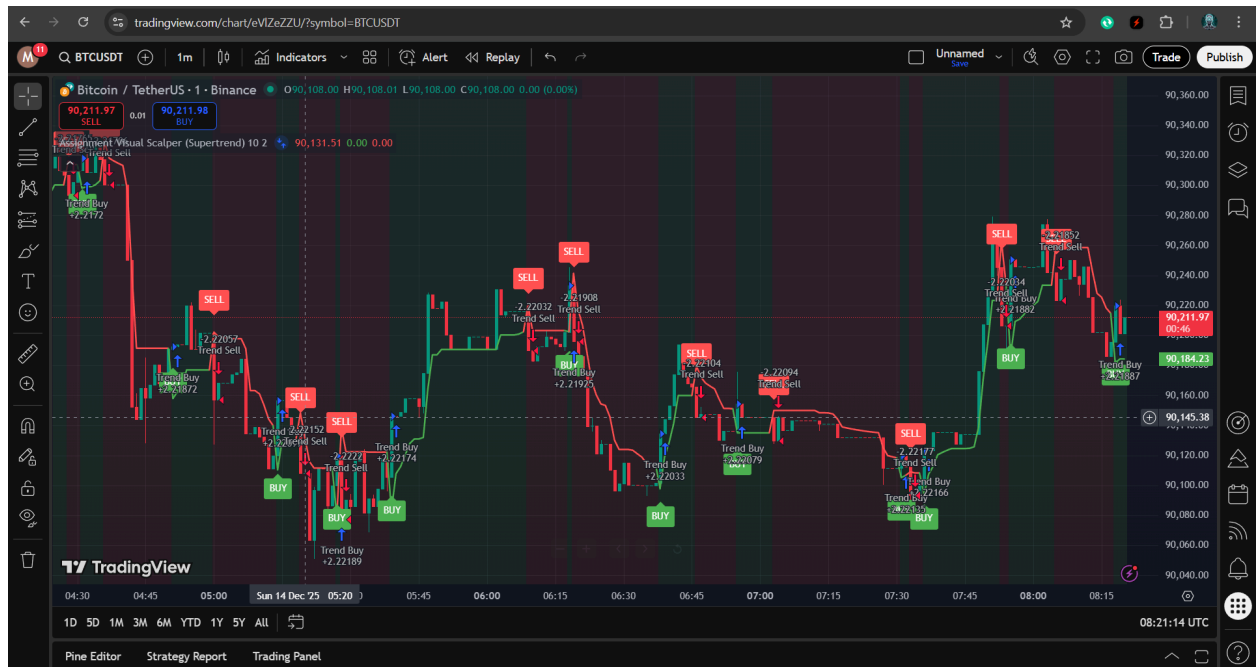 tradingview.com/chart/eVlZeZZU/?symbol=BTCUSDT
M 11 BTCUSDT 1m Indicators Alert Replay Unnamed Save Trade Publish
Bitcoin / TetherUS · 1 · Binance O90,108.00 H90,108.01 L90,108.00 C90,108.00 0.00 (0.00%)
90,211.97 SELL 0.01 90,211.98 BUY
Assignment Visual Scalper (Supertrend) 10 2 90,131.51 0.00 0.00
Trend Sell
Trend Buy
+2.2172
SELL
-2.22057
Trend Sell
Trend Buy
+2.21872
BUY
SELL
-2.22152
Trend Sell
BUY
SELL
Trend Sell
BUY
Trend Buy
+2.22189
Trend Buy
+2.22174
BUY
SELL
-2.22032
Trend Sell
SELL
-2.21908
Trend Sell
BUY
Trend Buy
+2.21925
Trend Buy
+2.22033
BUY
SELL
-2.22104
Trend Sell
Trend Buy
+2.22079
BUY
-2.22094
Trend Sell
SELL
-2.22177
Trend Sell
Trend Buy
Trend Buy
+2.22166
BUY
SELL
-2.22034
Trend Sell
Trend Buy
+2.21882
BUY
-2.21852
Trend Sell
Trend Buy
+2.21887
90,360.00
90,340.00
90,320.00
90,300.00
90,280.00
90,260.00
90,240.00
90,220.00
90,211.97
00:46
90,184.23
90,160.00
90,145.38
90,120.00
90,100.00
90,080.00
90,060.00
90,040.00
TradingView
04:30 04:45 05:00 Sun 14 Dec '25 05:20 05:45 06:00 06:15 06:30 06:45 07:00 07:15 07:30 07:45 08:00 08:15
1D 5D 1M 3M 6M YTD 1Y 5Y All 08:21:14 UTC
Pine Editor Strategy Report Trading Panel